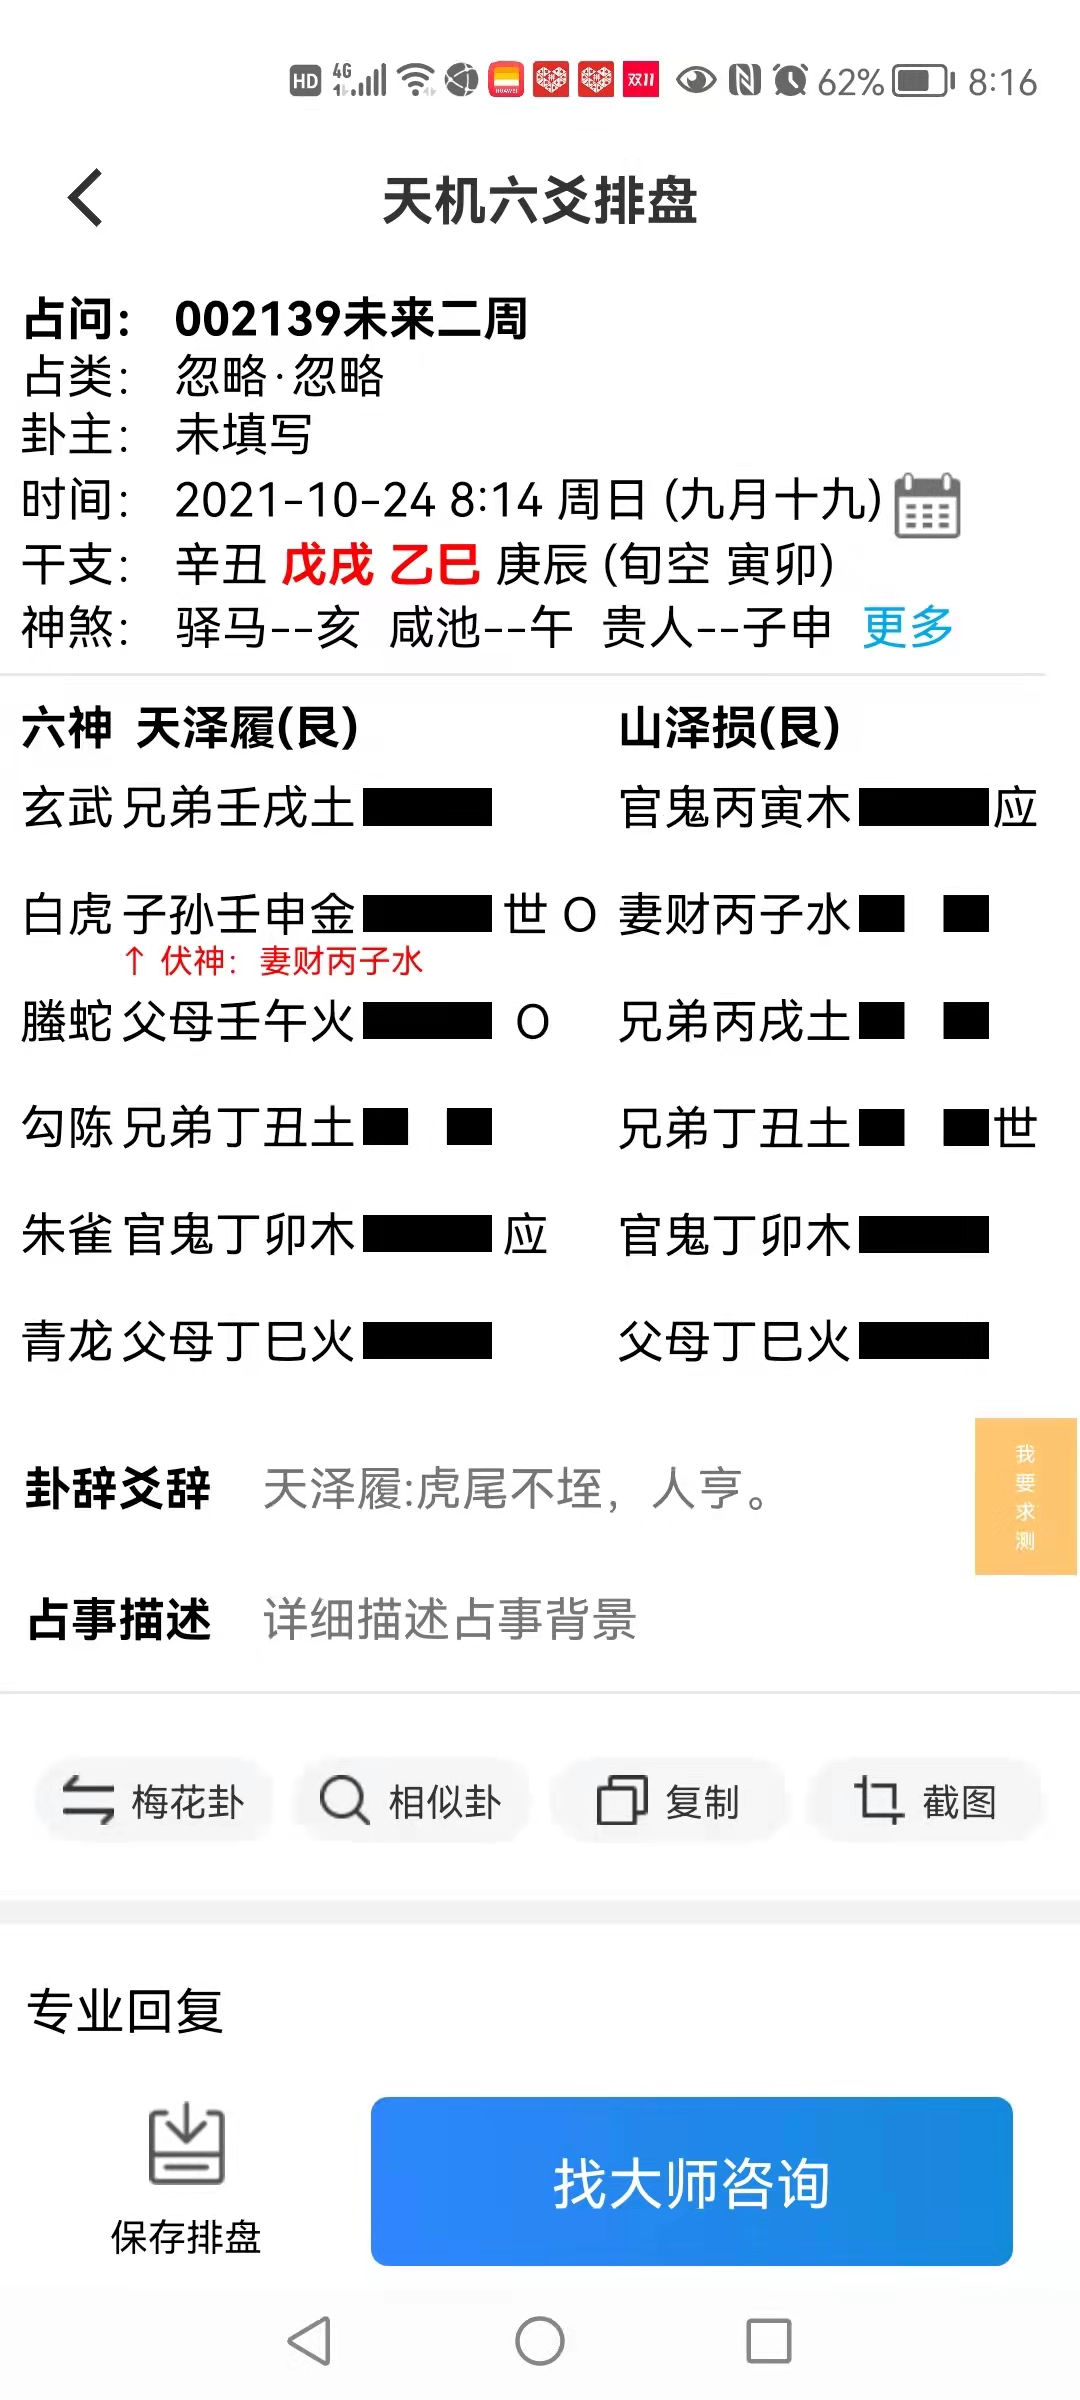 HD 4G 1 HUAWEI 双11 62% 8:16
天机六爻排盘
占问： 002139未来二周
占类： 忽略·忽略
卦主： 未填写
时间： 2021-10-24 8:14 周日 (九月十九)
干支： 辛丑 戊戌 乙巳 庚辰 (旬空 寅卯)
神煞： 驿马--亥 咸池--午 贵人--子申 更多
六神 天泽履(艮) 山泽损(艮)
玄武 兄弟壬戌土 官鬼丙寅木 应
白虎 子孙壬申金 世 O 妻财丙子水
↑ 伏神：妻财丙子水
螣蛇 父母壬午火 O 兄弟丙戌土
勾陈 兄弟丁丑土 兄弟丁丑土 世
朱雀 官鬼丁卯木 应 官鬼丁卯木
青龙 父母丁巳火 父母丁巳火
卦辞爻辞 天泽履:虎尾不咥，人亨。
我要求测
占事描述 详细描述占事背景
梅花卦 相似卦 复制 截图
专业回复
保存排盘 找大师咨询